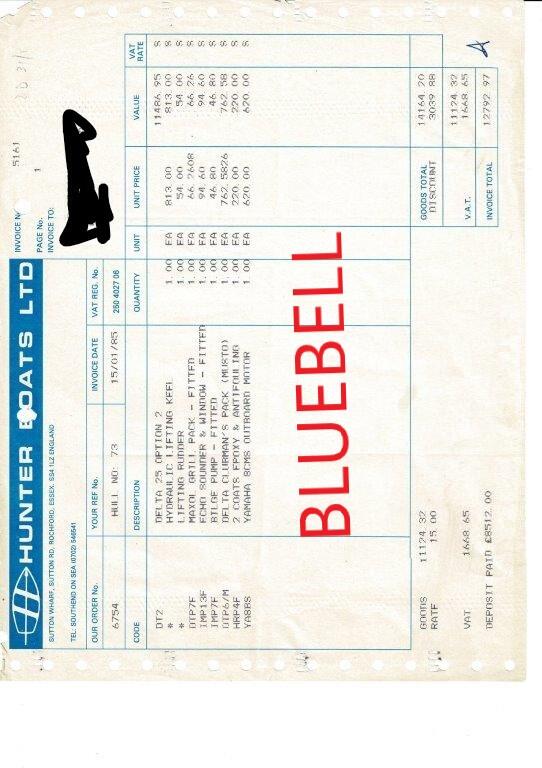 HUNTER BOATS LTD
SUTTON WHARF, SUTTON RD, ROCHFORD, ESSEX. SS4 1LZ ENGLAND
TEL: SOUTHEND ON SEA (0702) 546541
INVOICE No 5161
PAGE No. 1
INVOICE TO:
OUR ORDER No. YOUR REF No. INVOICE DATE VAT REG. No.
6754 HULL NO: 73 15/01/85 250 4027 06
CODE DESCRIPTION QUANTITY UNIT UNIT PRICE VALUE VAT RATE
DT2 DELTA 25 OPTION 2 11486.95 S
* HYDRAULIC LIFTING KEEL 1.00 EA 813.00 813.00 S
* LIFTING RUDDER 1.00 EA 54.00 54.00 S
DTP7F MAXOL GRILL PACK - FITTED 1.00 EA 66.2608 66.26 S
IMP13F ECHO SOUNDER & WINDOW - FITTED 1.00 EA 94.60 94.60 S
IMP7F BILGE PUMP - FITTED 1.00 EA 46.80 46.80 S
DTP6/M DELTA CLUBMAN'S PACK (MUSTO) 1.00 EA 762.5826 762.58 S
HRP4F 2 COATS EPOXY & ANTIFOULING 1.00 EA 220.00 220.00 S
YA8BS YAMAHA 8CMS OUTBOARD MOTOR 1.00 EA 620.00 620.00 S
BLUEBELL
GOODS TOTAL 14164.20
DISCOUNT 3039.88
GOODS 11124.32
RATE 15.00
11124.32
VAT 1668.65
V.A.T. 1668.65
DEPOSIT PAID £8512.00
INVOICE TOTAL 12792.97